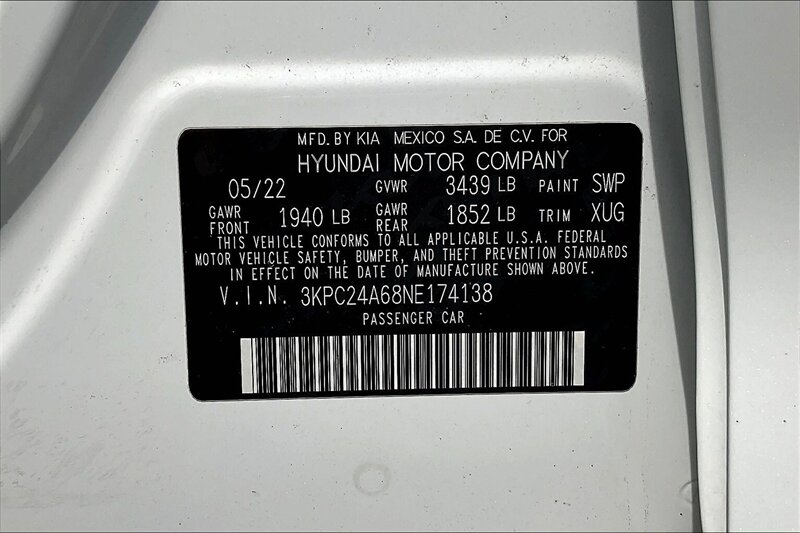 MFD. BY KIA MEXICO S.A. DE C.V. FOR
HYUNDAI MOTOR COMPANY
05/22 GVWR 3439 LB PAINT SWP
GAWR FRONT 1940 LB GAWR REAR 1852 LB TRIM XUG
THIS VEHICLE CONFORMS TO ALL APPLICABLE U.S.A. FEDERAL
MOTOR VEHICLE SAFETY, BUMPER, AND THEFT PREVENTION STANDARDS
IN EFFECT ON THE DATE OF MANUFACTURE SHOWN ABOVE.
V.I.N. 3KPC24A68NE174138
PASSENGER CAR